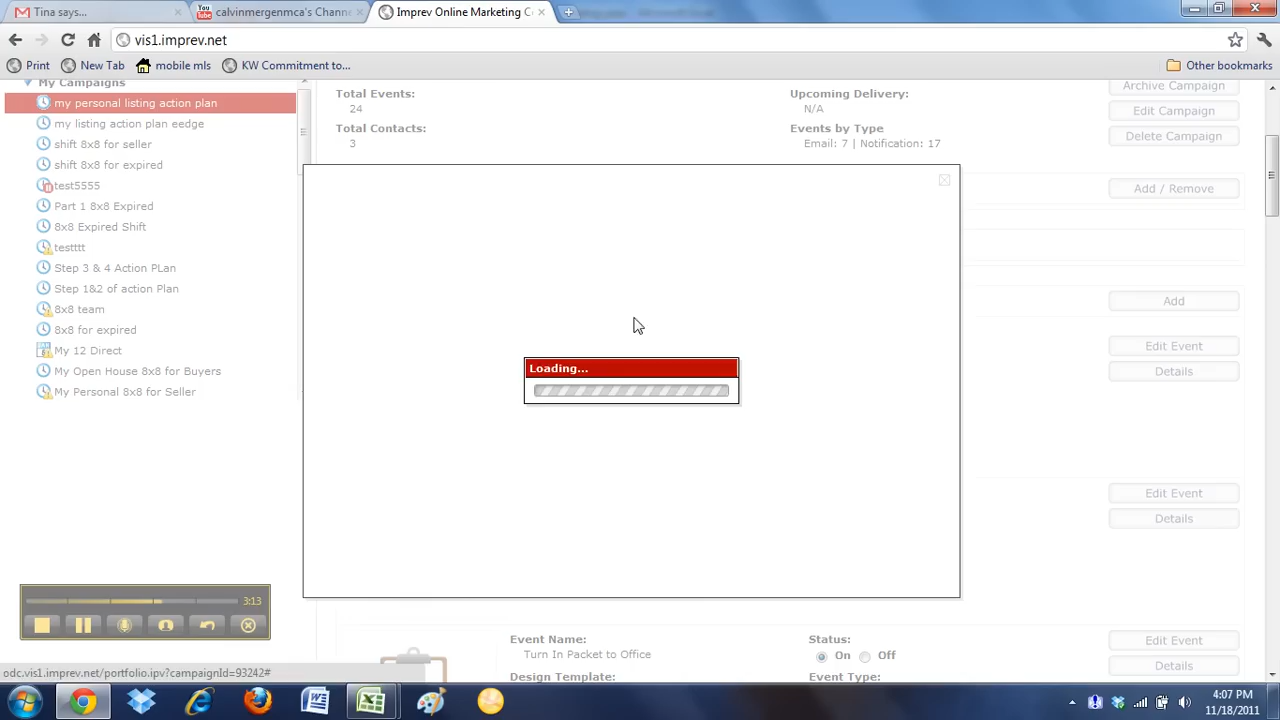 Tina says...
calvinmergenmca's Channe
Imprev Online Marketing C
Microsoft Excel
vis1.imprev.net
Print
New Tab
mobile mls
KW Commitment to...
Other bookmarks
My Campaigns
my personal listing action plan
my listing action plan eedge
shift 8x8 for seller
shift 8x8 for expired
test5555
Part 1 8x8 Expired
8x8 Expired Shift
testttt
Step 3 & 4 Action PLan
Step 1&2 of action Plan
8x8 team
8x8 for expired
My 12 Direct
My Open House 8x8 for Buyers
My Personal 8x8 for Seller
Total Events:
24
Total Contacts:
3
Upcoming Delivery:
N/A
Events by Type
Email: 7 | Notification: 17
Archive Campaign
Edit Campaign
Delete Campaign
Add / Remove
Add
Edit Event
Details
Edit Event
Details
Loading...
Event Name:
Turn In Packet to Office
Design Template:
Status:
On
Off
Event Type:
Edit Event
Details
3:13
odc.vis1.imprev.net/portfolio.ipv?campaignId=93242#
4:07 PM
11/18/2011